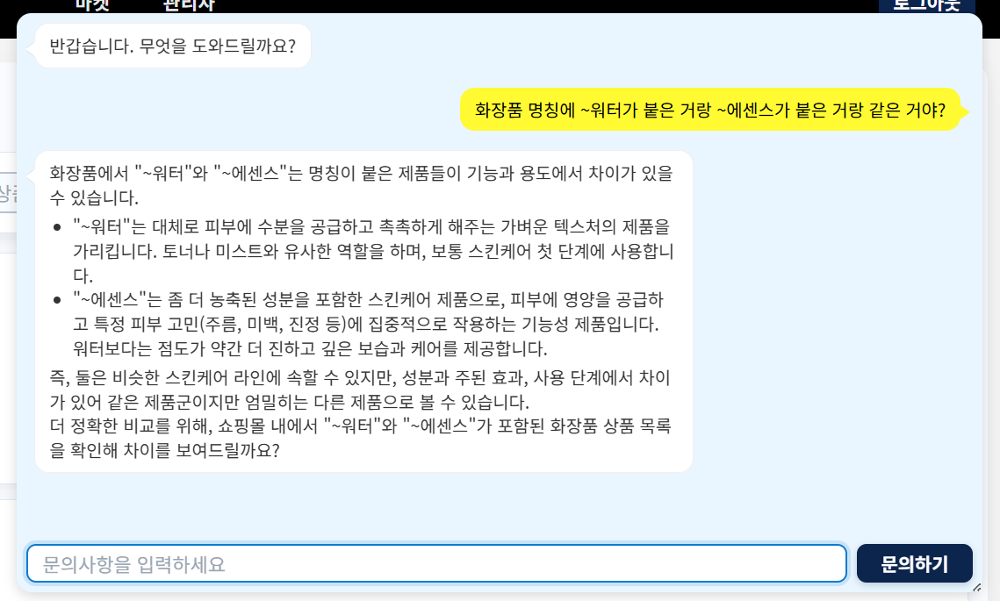 마켓 관리자 로그아웃
반갑습니다. 무엇을 도와드릴까요?
화장품 명칭에 ~워터가 붙은 거랑 ~에센스가 붙은 거랑 같은 거야?
화장품에서 "~워터"와 "~에센스"는 명칭이 붙은 제품들이 기능과 용도에서 차이가 있을
수 있습니다.
• "~워터"는 대체로 피부에 수분을 공급하고 촉촉하게 해주는 가벼운 텍스처의 제품을
가리킵니다. 토너나 미스트와 유사한 역할을 하며, 보통 스킨케어 첫 단계에 사용합니
다.
• "~에센스"는 좀 더 농축된 성분을 포함한 스킨케어 제품으로, 피부에 영양을 공급하
고 특정 피부 고민(주름, 미백, 진정 등)에 집중적으로 작용하는 기능성 제품입니다.
워터보다는 점도가 약간 더 진하고 깊은 보습과 케어를 제공합니다.
즉, 둘은 비슷한 스킨케어 라인에 속할 수 있지만, 성분과 주된 효과, 사용 단계에서 차이
가 있어 같은 제품군이지만 엄밀히는 다른 제품으로 볼 수 있습니다.
더 정확한 비교를 위해, 쇼핑몰 내에서 "~워터"와 "~에센스"가 포함된 화장품 상품 목록
을 확인해 차이를 보여드릴까요?
문의사항을 입력하세요
문의하기